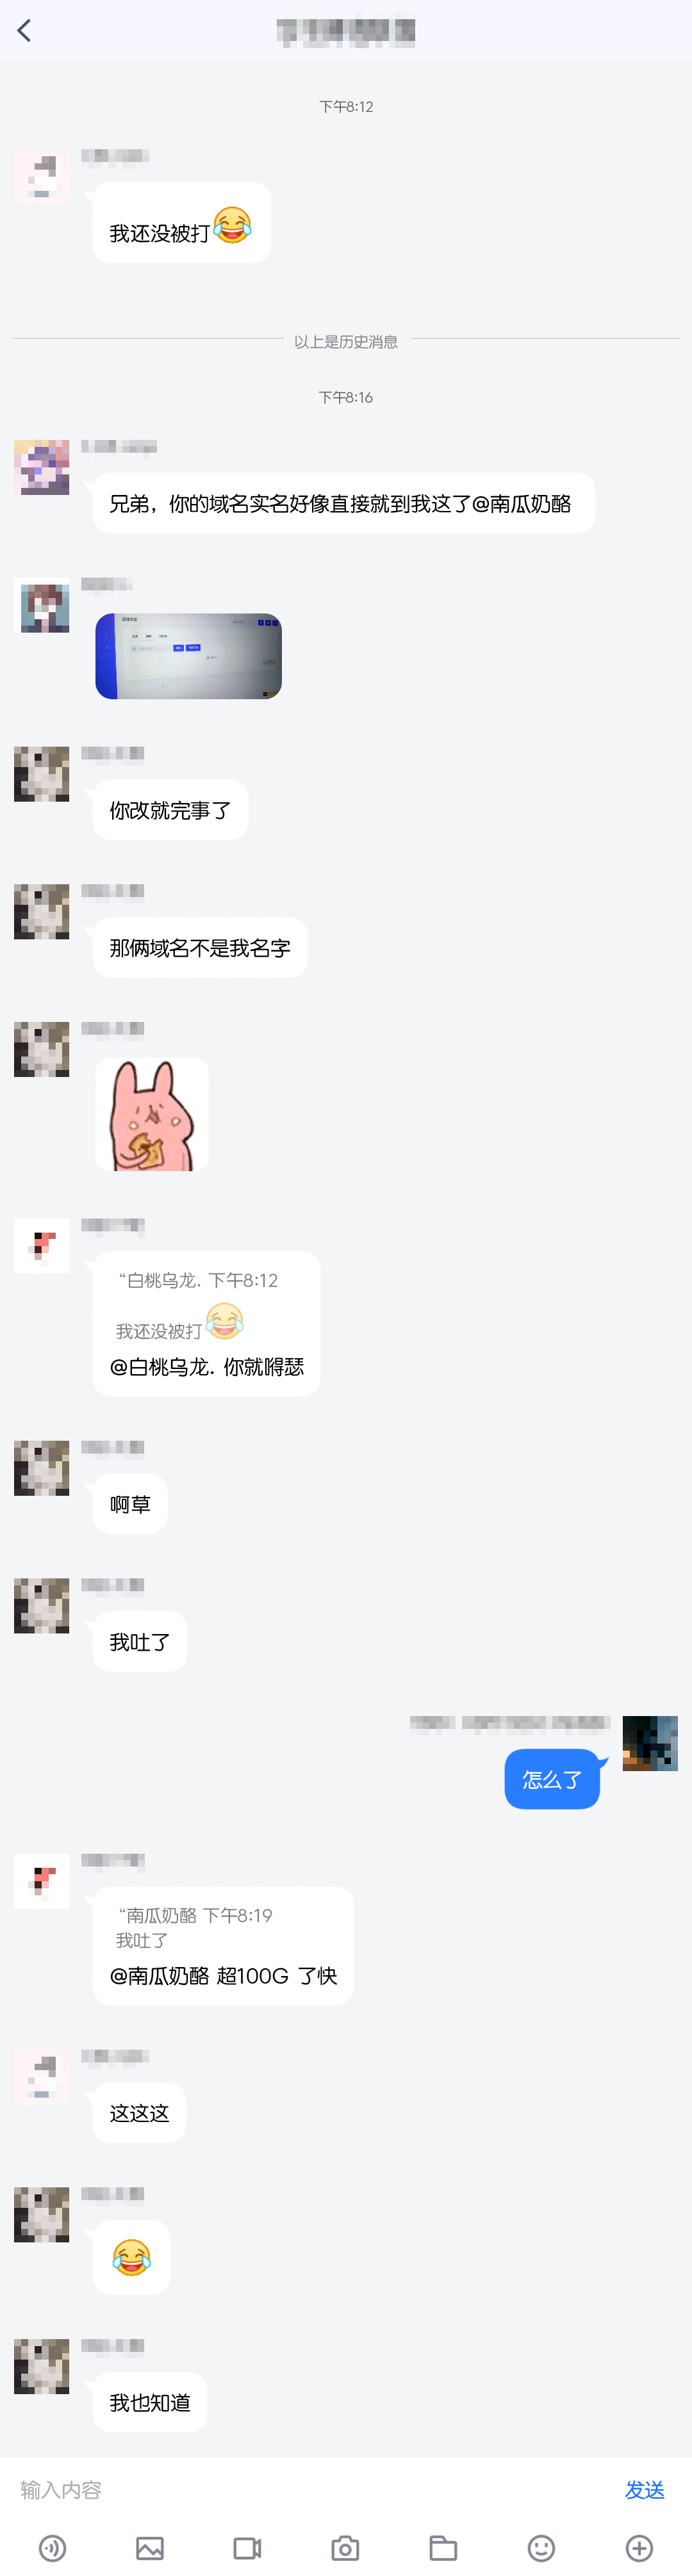 下午8:12
我还没被打😂
以上是历史消息
下午8:16
兄弟，你的域名实名好像直接就到我这了@南瓜奶酪
你改就完事了
那俩域名不是我名字
“白桃乌龙. 下午8:12
我还没被打😂
@白桃乌龙. 你就嘚瑟
啊草
我吐了
怎么了
“南瓜奶酪 下午8:19
我吐了
@南瓜奶酪 超100G 了快
这这这
😂
我也知道
输入内容 发送